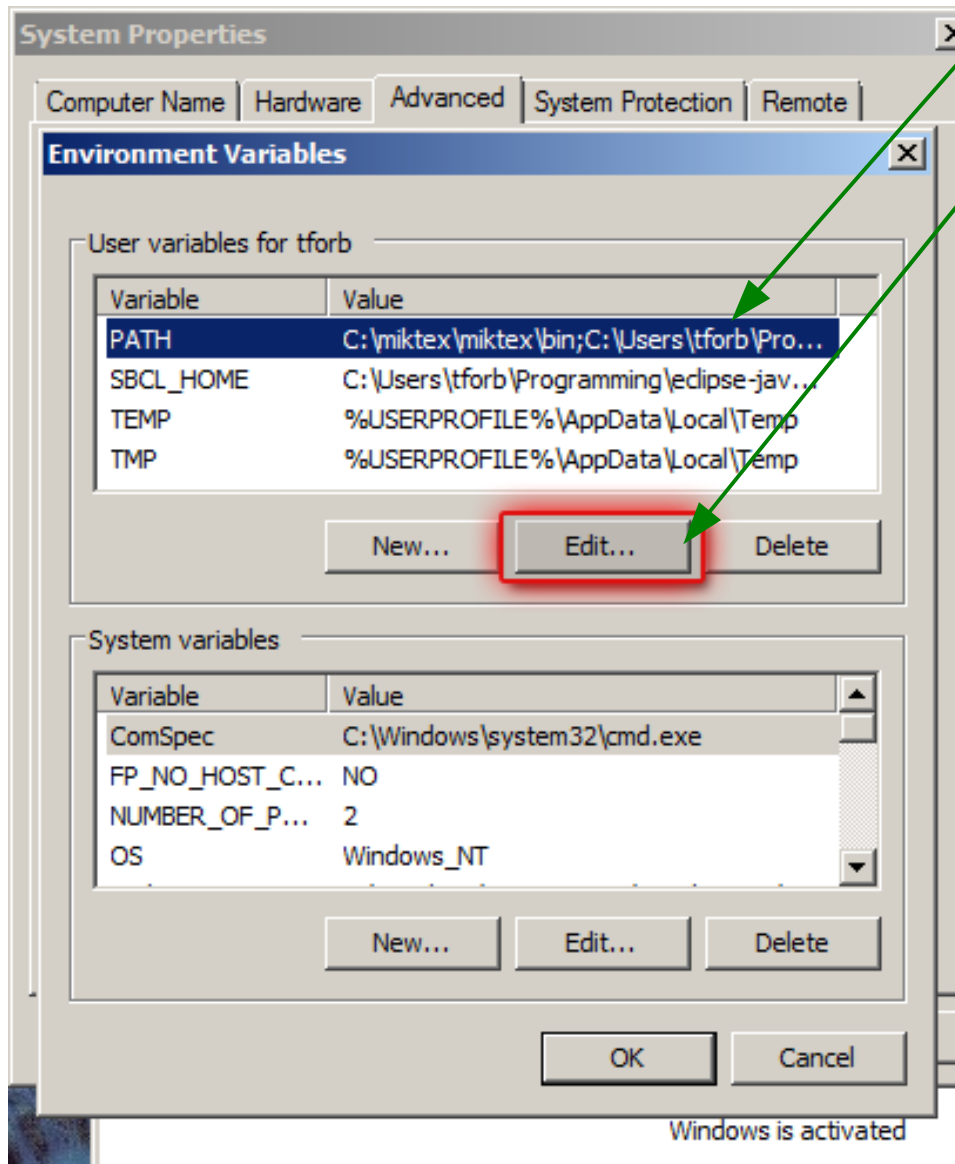 System Properties
Computer Name Hardware Advanced System Protection Remote
Environment Variables
User variables for tforb
Variable Value
PATH C:\miktex\miktex\bin;C:\Users\tforb\Pro...
SBCL_HOME C:\Users\tforb\Programming\eclipse-jav...
TEMP %USERPROFILE%\AppData\Local\Temp
TMP %USERPROFILE%\AppData\Local\Temp
New... Edit... Delete
System variables
Variable Value
ComSpec C:\Windows\system32\cmd.exe
FP_NO_HOST_C... NO
NUMBER_OF_P... 2
OS Windows_NT
New... Edit... Delete
OK Cancel
Windows is activated